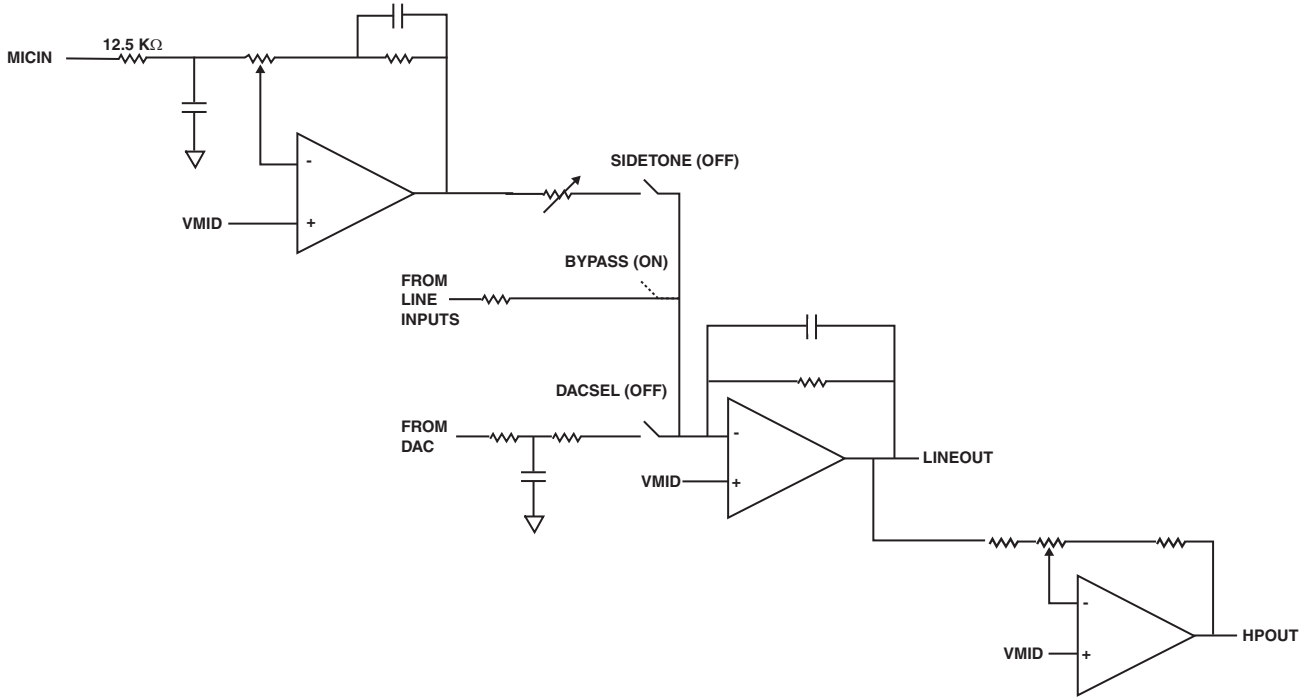 12.5 KΩ
MICIN
-
VMID
+
SIDETONE (OFF)
BYPASS (ON)
FROM
LINE
INPUTS
DACSEL (OFF)
FROM
DAC
-
VMID
+
LINEOUT
-
VMID
+
HPOUT